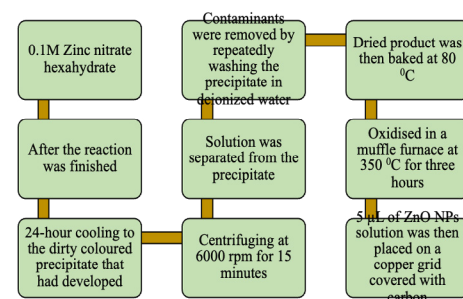 0.1M Zinc nitrate
hexahydrate
After the reaction
was finished
24-hour cooling to
the dirty coloured
precipitate that
had developed
Centrifuging at
6000 rpm for 15
minutes
Solution was
separated from the
precipitate
Contaminants
were removed by
repeatedly
washing the
precipitate in
deionized water
Dried product was
then baked at 80
⁰C
Oxidised in a
muffle furnace at
350 ⁰C for three
hours
5 µL of ZnO NPs
solution was then
placed on a
copper grid
covered with
carbon